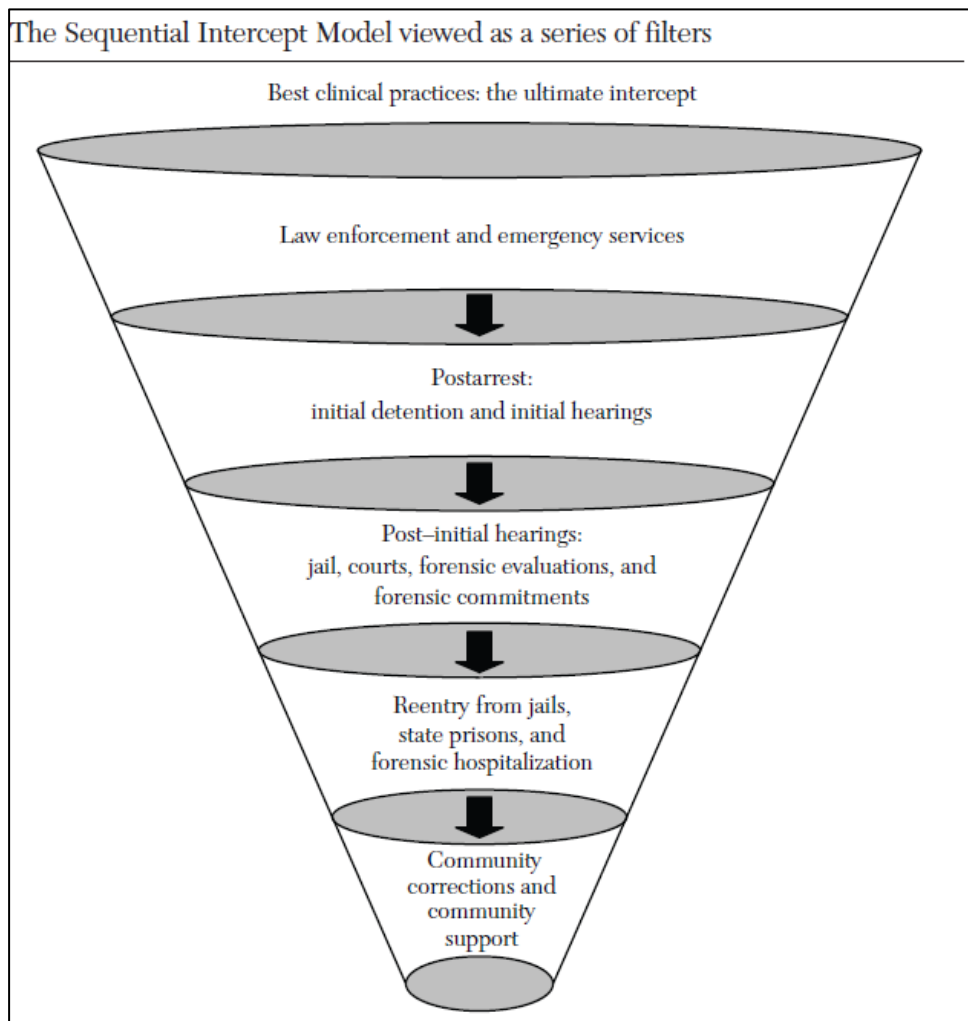 The Sequential Intercept Model viewed as a series of filters
Best clinical practices: the ultimate intercept
Law enforcement and emergency services
Postarrest:
initial detention and initial hearings
Post–initial hearings:
jail, courts, forensic evaluations, and
forensic commitments
Reentry from jails,
state prisons, and
forensic hospitalization
Community
corrections and
community
support